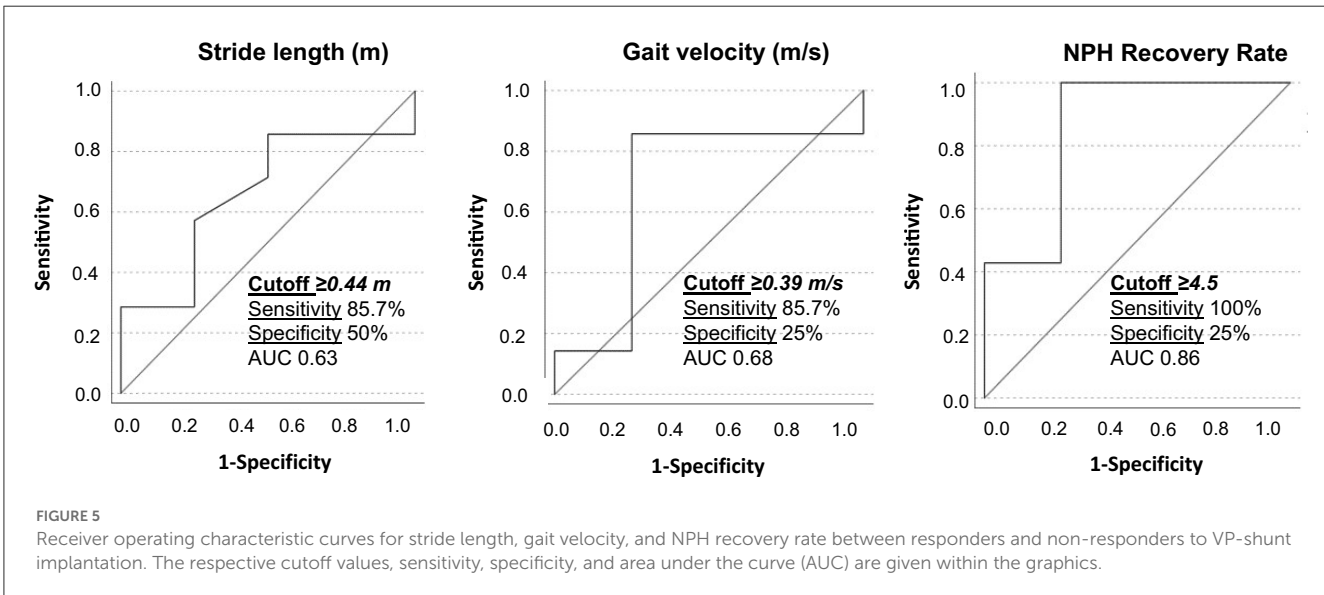 Stride length (m)
1.0
0.8
0.6
0.4
0.2
0.0
Sensitivity
Cutoff ≥0.44 m
Sensitivity 85.7%
Specificity 50%
AUC 0.63
0.0 0.2 0.4 0.6 0.8 1.0
1-Specificity
Gait velocity (m/s)
1.0
0.8
0.6
0.4
0.2
0.0
Sensitivity
Cutoff ≥0.39 m/s
Sensitivity 85.7%
Specificity 25%
AUC 0.68
0.0 0.2 0.4 0.6 0.8 1.0
1-Specificity
NPH Recovery Rate
1.0
0.8
0.6
0.4
0.2
0.0
Sensitivity
Cutoff ≥4.5
Sensitivity 100%
Specificity 25%
AUC 0.86
0.0 0.2 0.4 0.6 0.8 1.0
1-Specificity
FIGURE 5
Receiver operating characteristic curves for stride length, gait velocity, and NPH recovery rate between responders and non-responders to VP-shunt
implantation. The respective cutoff values, sensitivity, specificity, and area under the curve (AUC) are given within the graphics.